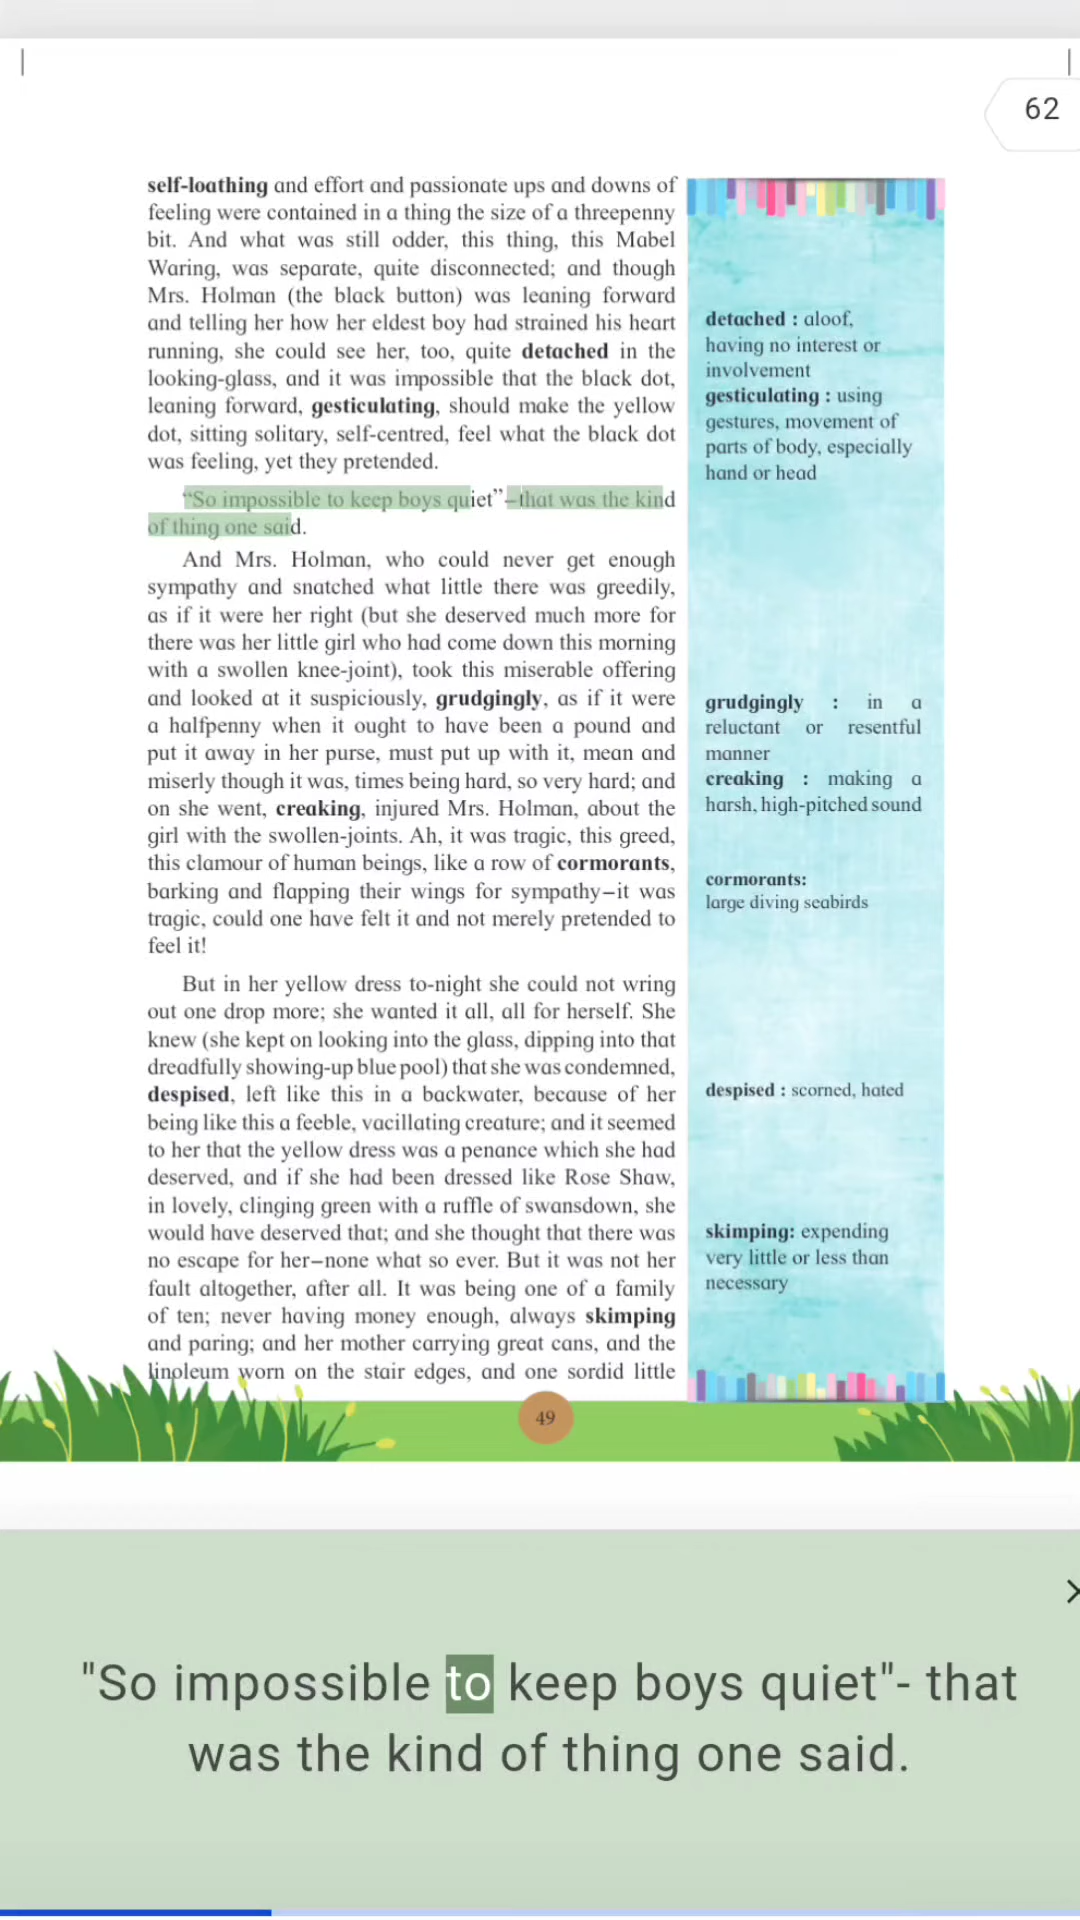 62
self-loathing and effort and passionate ups and downs of
feeling were contained in a thing the size of a threepenny
bit. And what was still odder, this thing, this Mabel
Waring, was separate, quite disconnected; and though
Mrs. Holman (the black button) was leaning forward
and telling her how her eldest boy had strained his heart
running, she could see her, too, quite detached in the
looking-glass, and it was impossible that the black dot,
leaning forward, gesticulating, should make the yellow
dot, sitting solitary, self-centred, feel what the black dot
was feeling, yet they pretended.
“So impossible to keep boys quiet”–that was the kind
of thing one said.
And Mrs. Holman, who could never get enough
sympathy and snatched what little there was greedily,
as if it were her right (but she deserved much more for
there was her little girl who had come down this morning
with a swollen knee-joint), took this miserable offering
and looked at it suspiciously, grudgingly, as if it were
a halfpenny when it ought to have been a pound and
put it away in her purse, must put up with it, mean and
miserly though it was, times being hard, so very hard; and
on she went, creaking, injured Mrs. Holman, about the
girl with the swollen-joints. Ah, it was tragic, this greed,
this clamour of human beings, like a row of cormorants,
barking and flapping their wings for sympathy–it was
tragic, could one have felt it and not merely pretended to
feel it!
But in her yellow dress to-night she could not wring
out one drop more; she wanted it all, all for herself. She
knew (she kept on looking into the glass, dipping into that
dreadfully showing-up blue pool) that she was condemned,
despised, left like this in a backwater, because of her
being like this a feeble, vacillating creature; and it seemed
to her that the yellow dress was a penance which she had
deserved, and if she had been dressed like Rose Shaw,
in lovely, clinging green with a ruffle of swansdown, she
would have deserved that; and she thought that there was
no escape for her–none what so ever. But it was not her
fault altogether, after all. It was being one of a family
of ten; never having money enough, always skimping
and paring; and her mother carrying great cans, and the
linoleum worn on the stair edges, and one sordid little
detached : aloof,
having no interest or
involvement
gesticulating : using
gestures, movement of
parts of body, especially
hand or head
grudgingly : in a
reluctant or resentful
manner
creaking : making a
harsh, high-pitched sound
cormorants:
large diving seabirds
despised : scorned, hated
skimping: expending
very little or less than
necessary
49
"So impossible to keep boys quiet"- that
was the kind of thing one said.